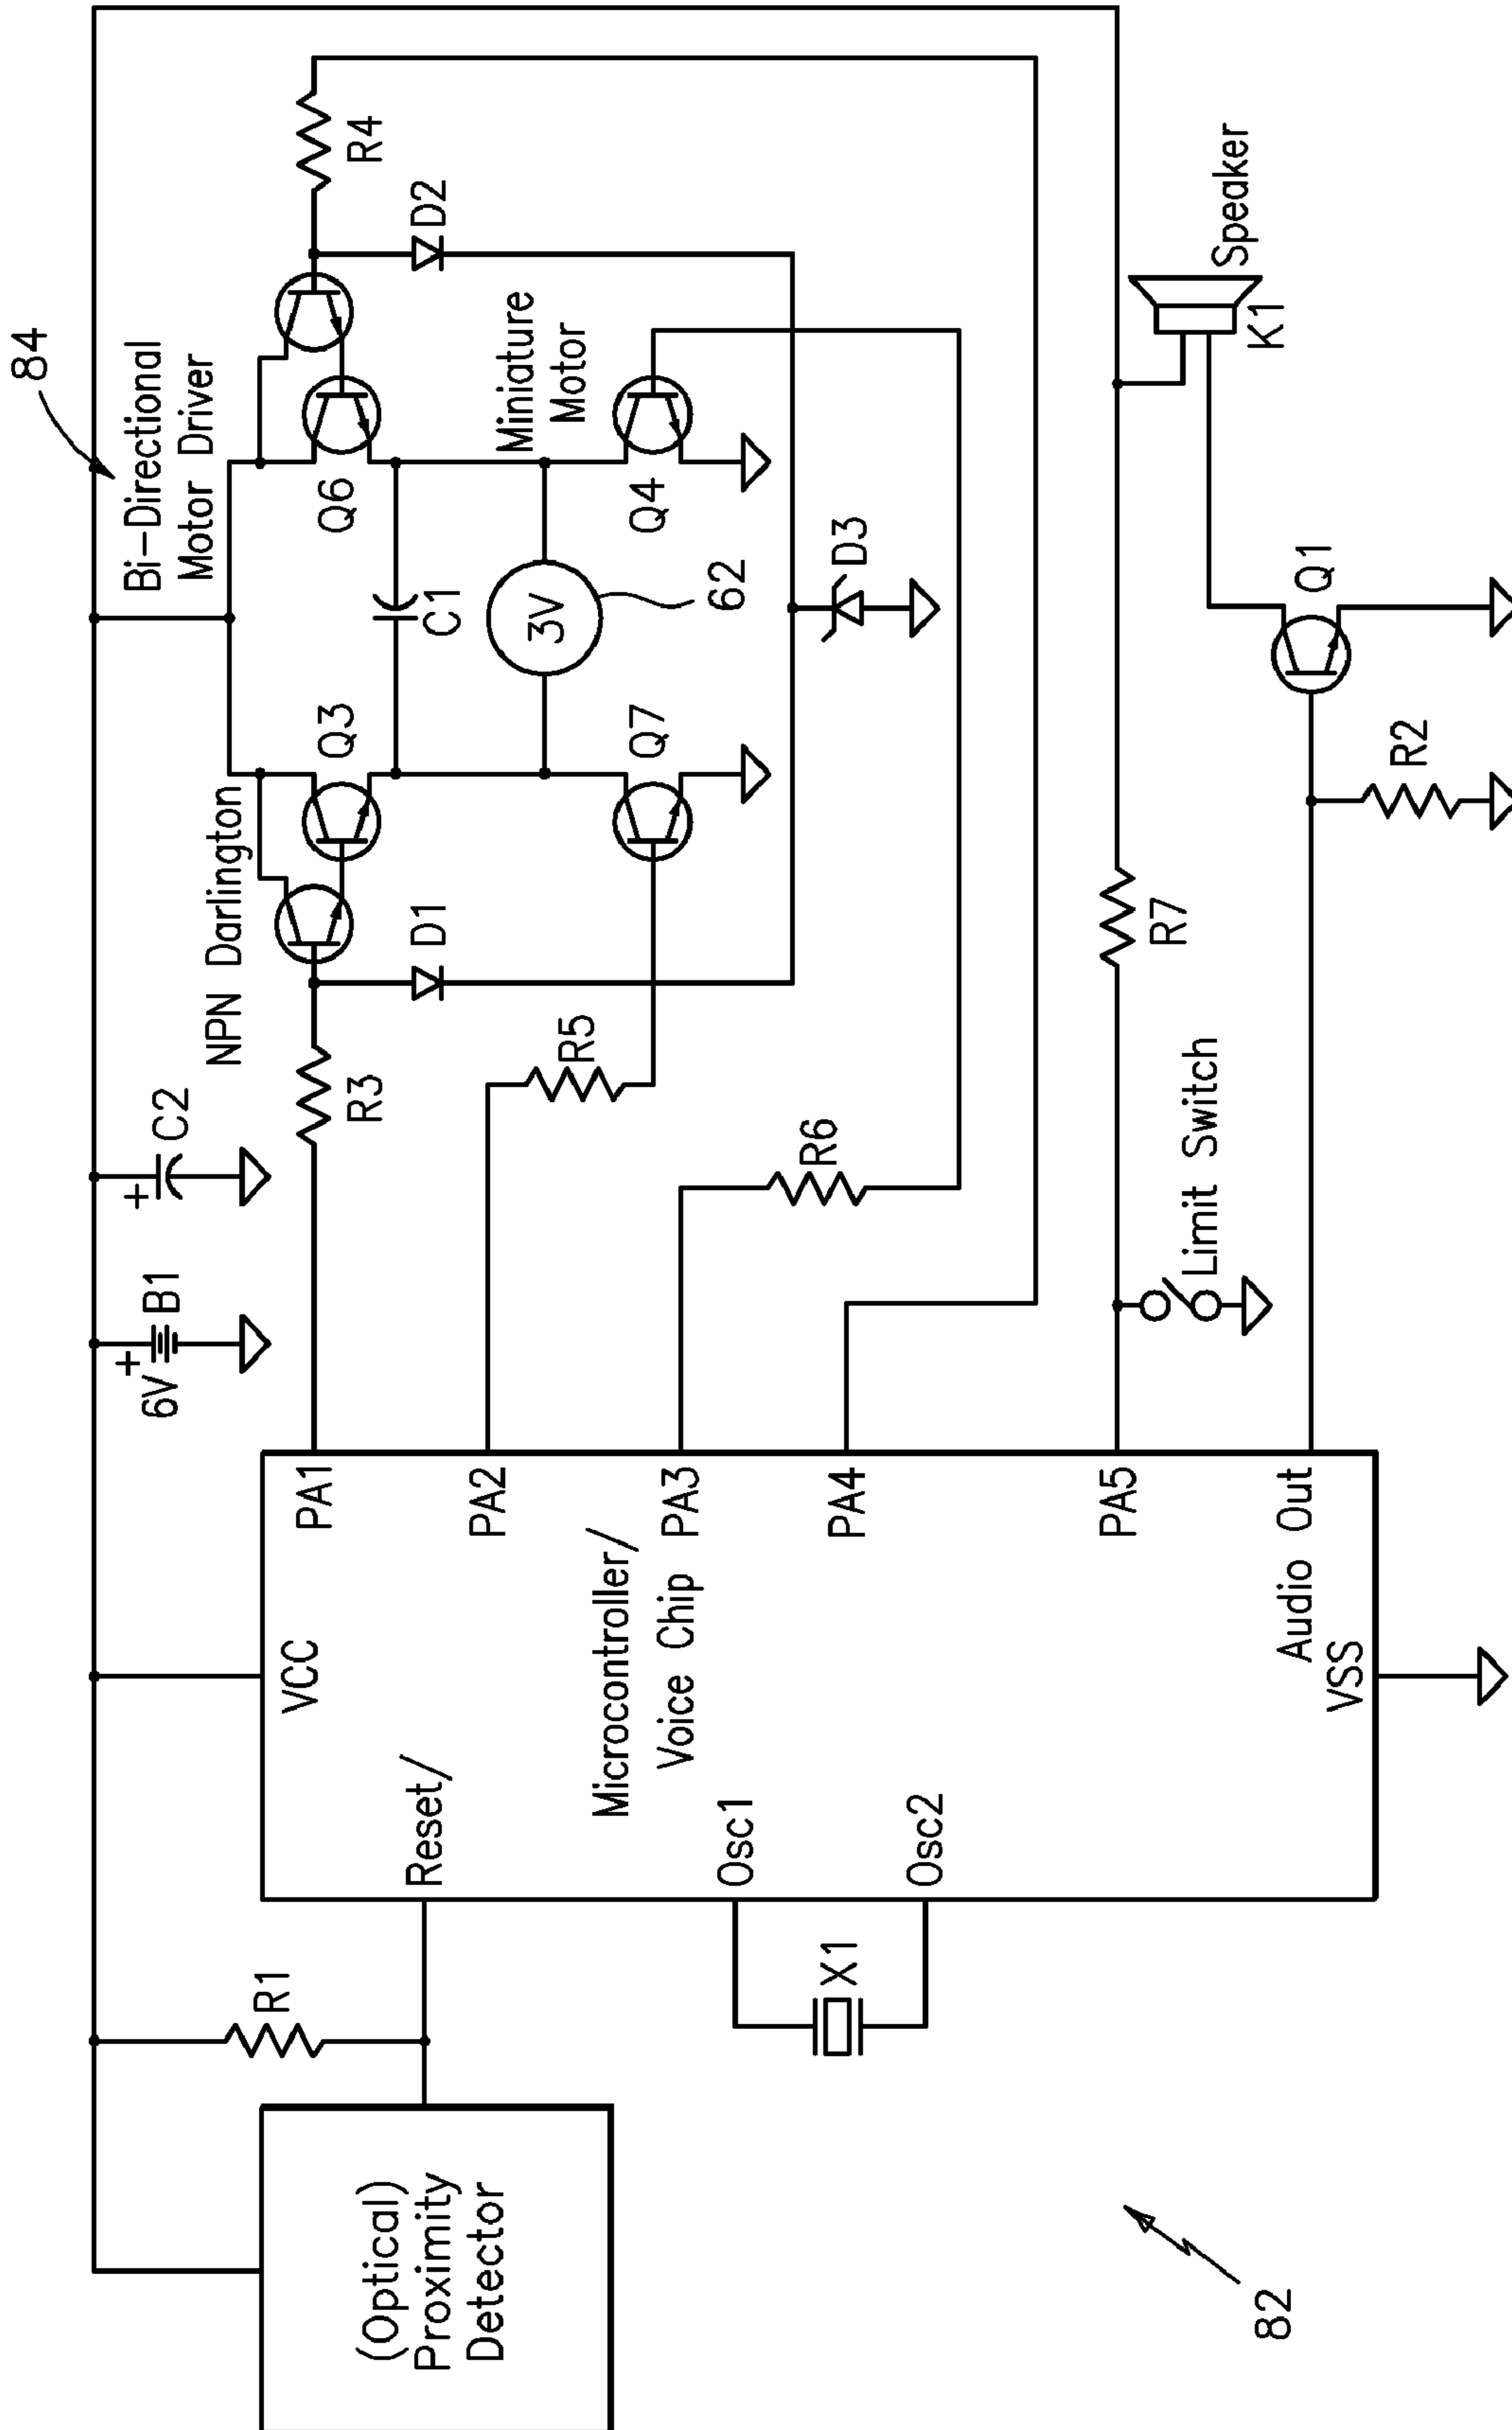 84
Bi-Directional
Motor Driver
6V
+
B1
+
C2
NPN Darlington
R1
VCC
PA1
R3
Q3
Q6
R4
D1
D2
C1
Reset/
PA2
R5
Miniature
Motor
3V
62
(Optical)
Proximity
Detector
Microcontroller/
Voice Chip
PA3
Q7
Q4
Osc1
X1
Osc2
R6
PA4
D3
PA5
R7
Limit Switch
Speaker
K1
Audio Out
Q1
VSS
R2
82